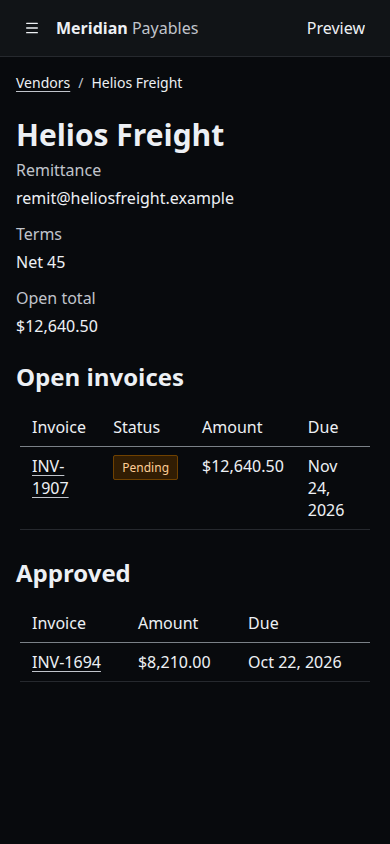 Meridian Payables Preview
Vendors / Helios Freight
Helios Freight
Remittance
remit@heliosfreight.example
Terms
Net 45
Open total
$12,640.50
Open invoices
Invoice Status Amount Due
INV-1907 Pending $12,640.50 Nov 24, 2026
Approved
Invoice Amount Due
INV-1694 $8,210.00 Oct 22, 2026